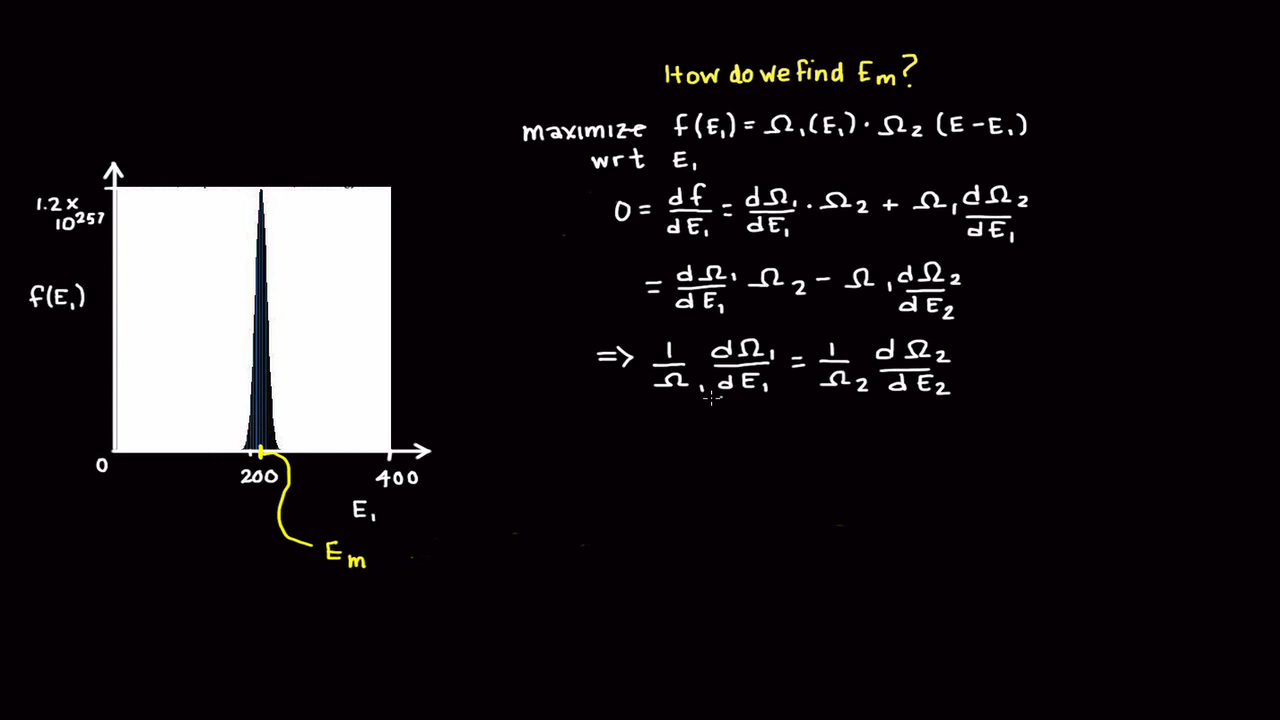 How do we find Eₘ?
maximize f(E₁) = Ω₁(E₁) · Ω₂ (E − E₁)
wrt E₁
0 = df/dE₁ = dΩ₁/dE₁ · Ω₂ + Ω₁ dΩ₂/dE₁
= dΩ₁/dE₁ Ω₂ − Ω₁ dΩ₂/dE₂
⇒ 1/Ω₁ dΩ₁/dE₁ = 1/Ω₂ dΩ₂/dE₂
1.2 x
10²⁵⁷
f(E₁)
0
200
400
E₁
Eₘ